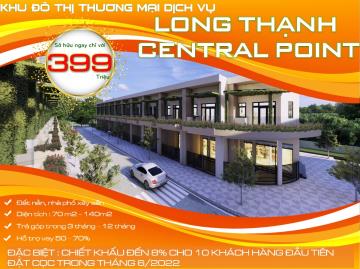 KHU ĐÔ THỊ THƯƠNG MẠI DỊCH VỤ
LONG THẠNH
CENTRAL POINT
Sở hữu ngay chỉ với
399
Triệu
Đất nền, nhà phố xây sẵn
Diện tích : 70 m2 - 140m2
Trả góp trong 3 tháng - 12 tháng
Hỗ trợ vay 50 - 70%
ĐẶC BIỆT : CHIẾT KHẤU ĐẾN 8% CHO 10 KHÁCH HÀNG ĐẦU TIÊN
ĐẶT CỌC TRONG THÁNG 6/2022